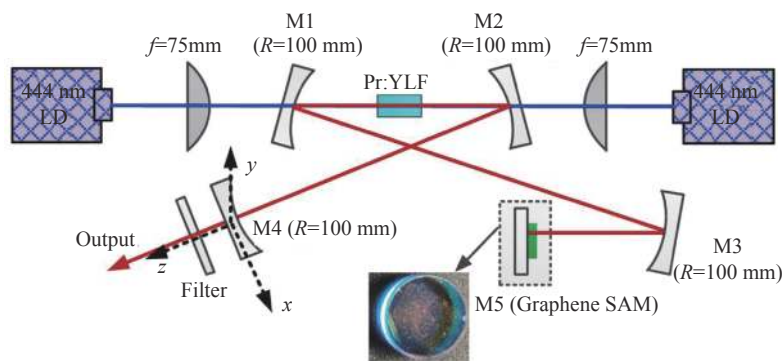 M1
(R=100 mm)
M2
(R=100 mm)
f=75mm
f=75mm
Pr:YLF
444 nm
LD
444 nm
LD
y
M4 (R=100 mm)
Output
z
Filter
x
M3
(R=100 mm)
M5 (Graphene SAM)